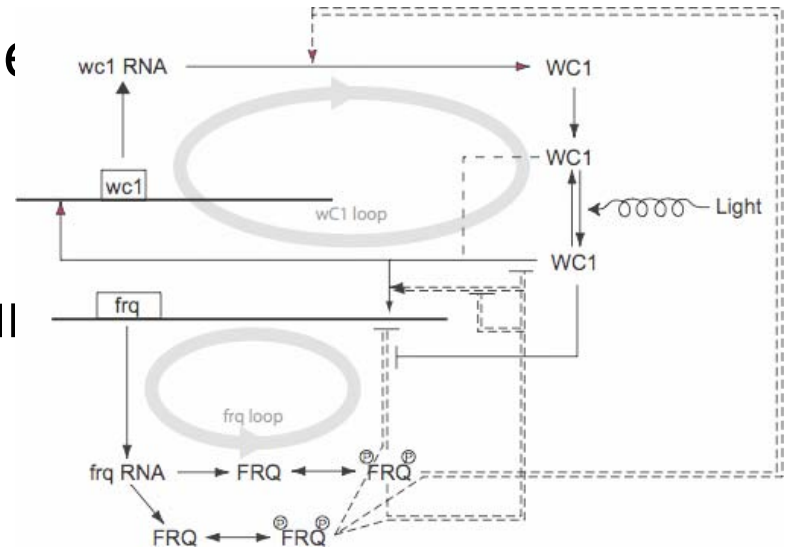 e
wc1 RNA
WC1
WC1
wc1
wC1 loop
Light
WC1
frq
frq loop
P P
frq RNA FRQ FRQ
P P
FRQ FRQ